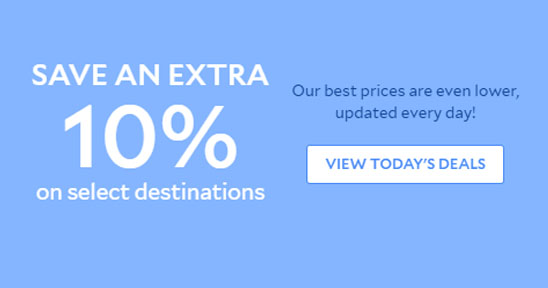 SAVE AN EXTRA
10%
on select destinations
Our best prices are even lower,
updated every day!
VIEW TODAY'S DEALS